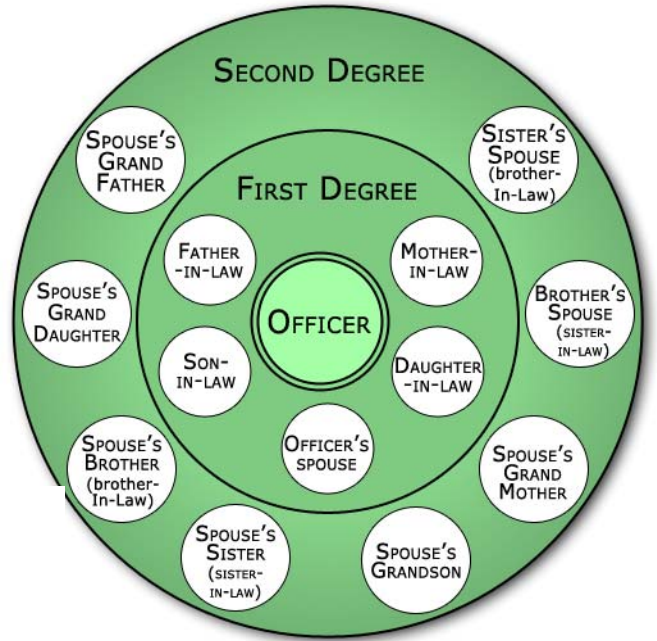 SECOND DEGREE
SPOUSE'S
GRAND
FATHER
SISTER'S
SPOUSE
(brother-
In-Law)
FIRST DEGREE
FATHER
-IN-LAW
MOTHER-
IN-LAW
SPOUSE'S
GRAND
DAUGHTER
OFFICER
BROTHER'S
SPOUSE
(SISTER-
IN-LAW)
SON-
IN-LAW
DAUGHTER
-IN-LAW
OFFICER'S
SPOUSE
SPOUSE'S
BROTHER
(brother-
In-Law)
SPOUSE'S
GRAND
MOTHER
SPOUSE'S
SISTER
(SISTER-
IN-LAW)
SPOUSE'S
GRANDSON